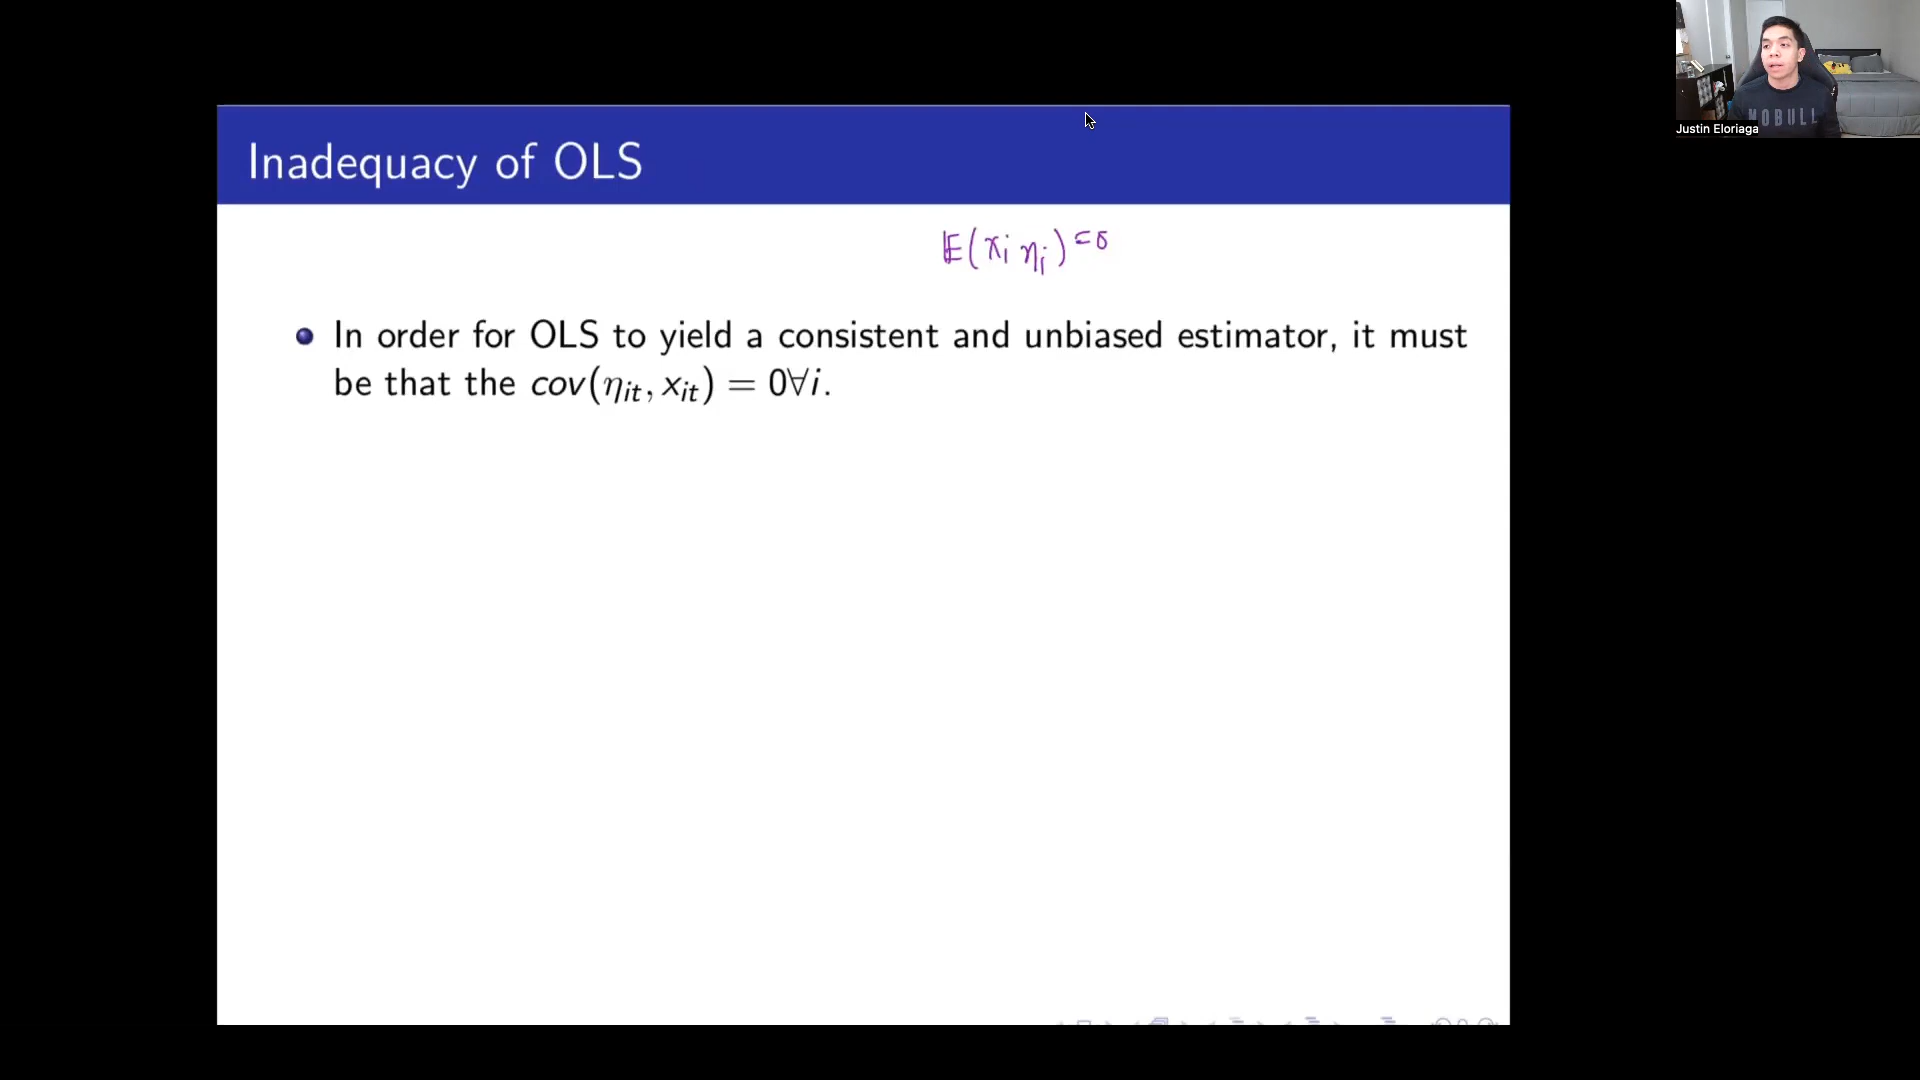 Inadequacy of OLS
𝔼(xᵢ ηᵢ) = 0
In order for OLS to yield a consistent and unbiased estimator, it must
be that the cov(ηᵢₜ, xᵢₜ) = 0∀i.
NOBULL
Justin Eloriaga